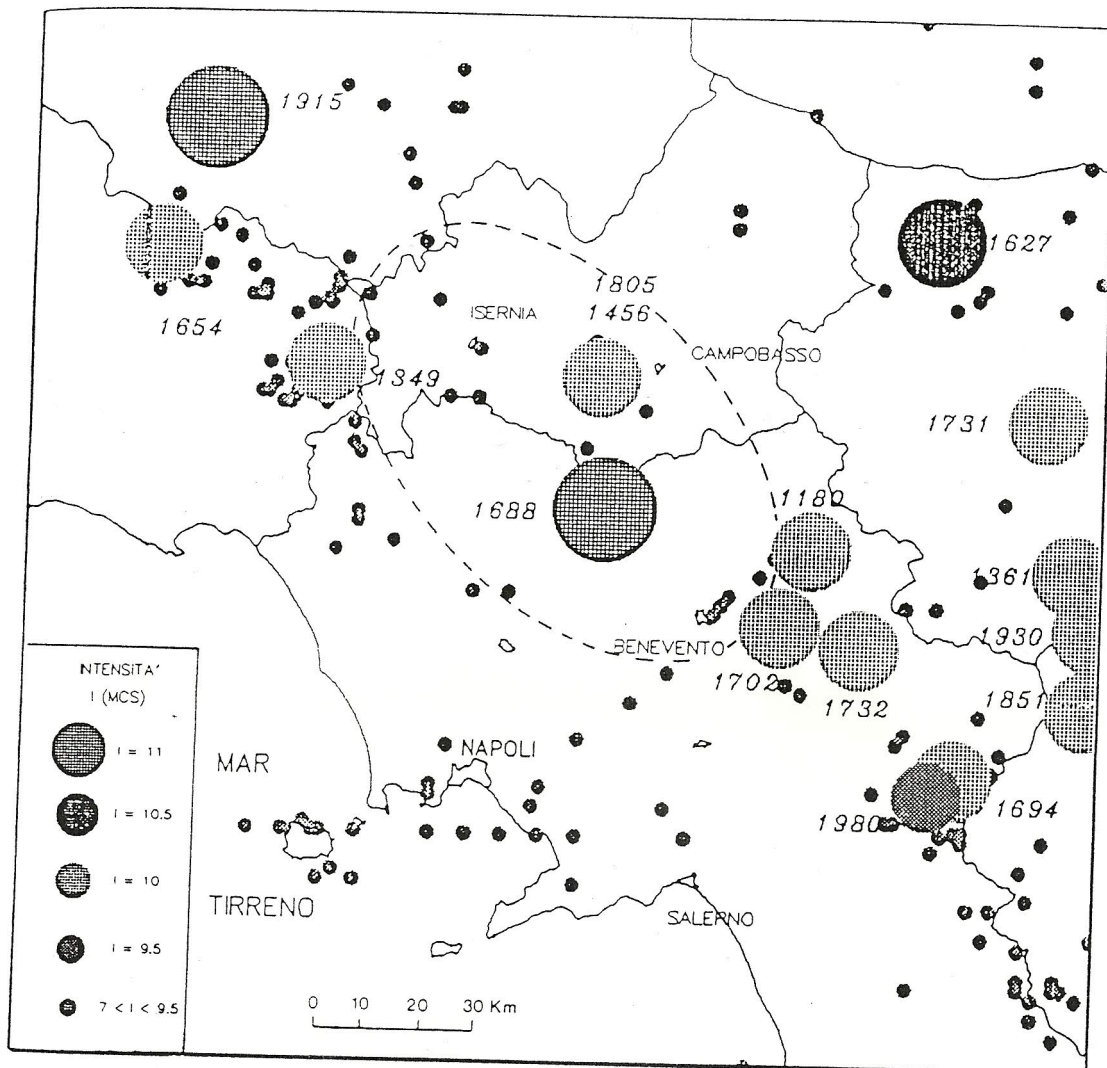 1915
1627
1805
1456
ISERNIA
1654
CAMPOBASSO
1349
1731
1688
1180
1361
1930
BENEVENTO
1702
1732
1851
INTENSITA'
I (MCS)
I = 11
I = 10.5
I = 10
I = 9.5
7 < I < 9.5
MAR
NAPOLI
1980
1694
TIRRENO
SALERNO
0 10 20 30 Km